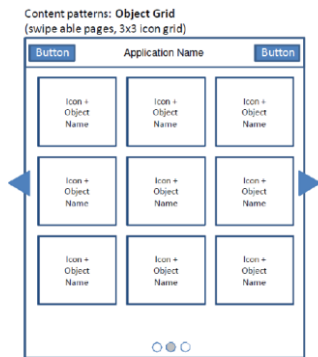 Content patterns: Object Grid
(swipe able pages, 3x3 icon grid)
Button Application Name Button
Icon + Icon + Icon +
Object Object Object
Name Name Name
Icon + Icon + Icon +
Object Object Object
Name Name Name
Icon + Icon + Icon +
Object Object Object
Name Name Name